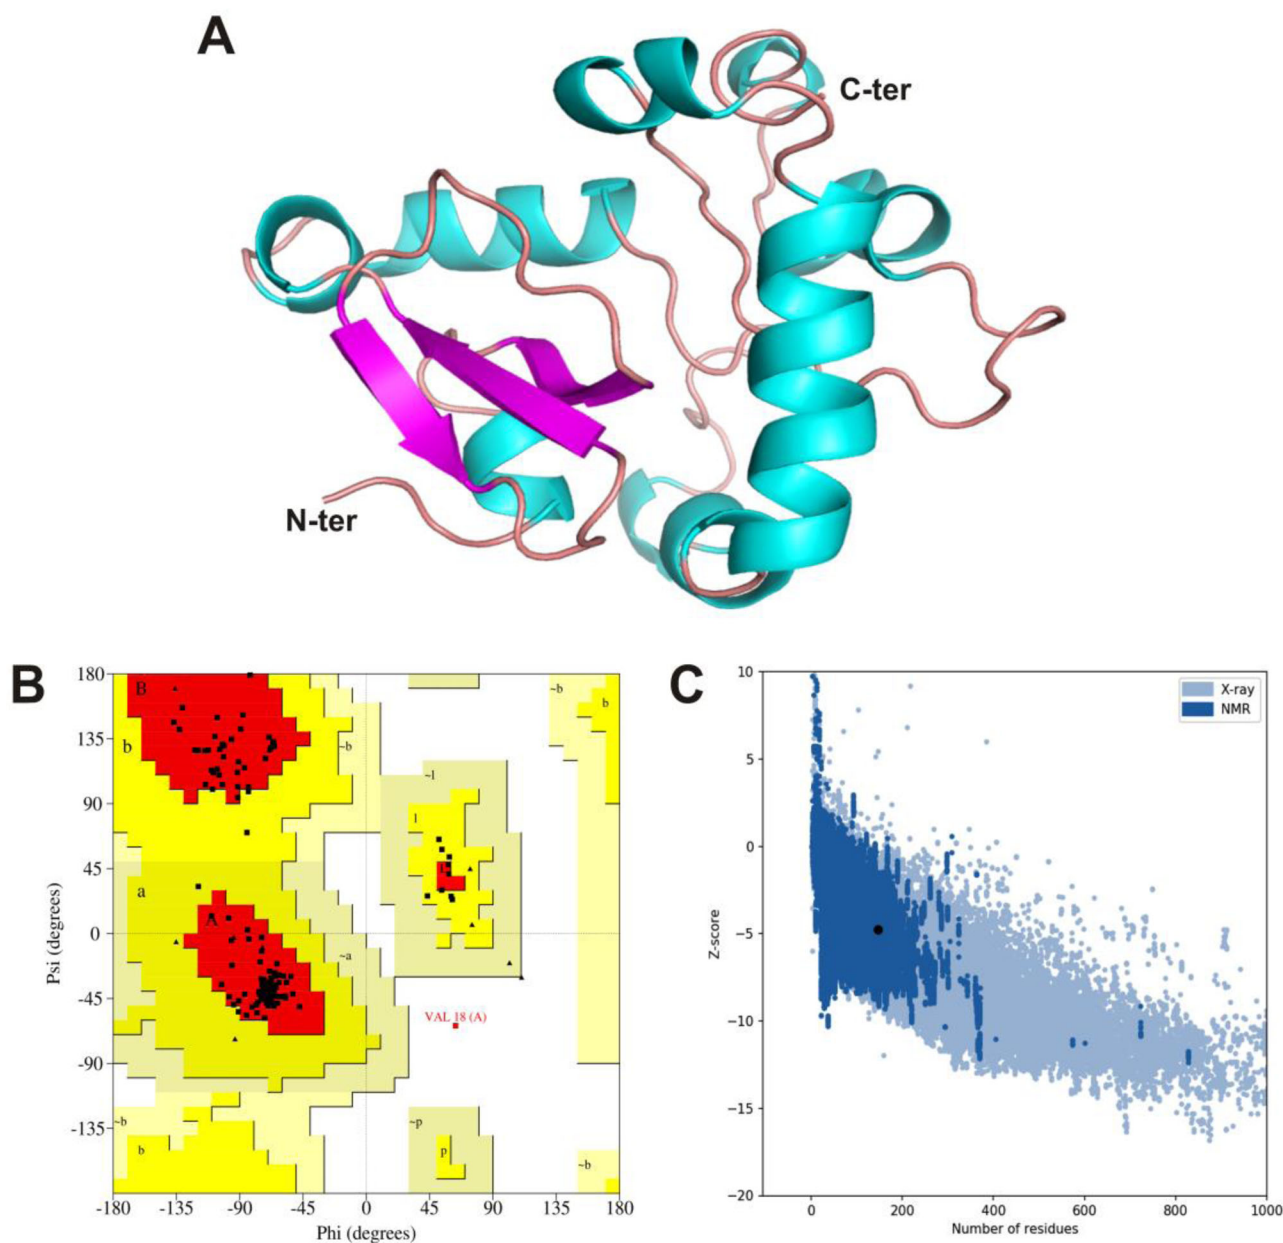 A
C-ter
N-ter
B
180
135
90
45
0
-45
-90
-135
-180
-135
-90
-45
0
45
90
135
180
Psi (degrees)
Phi (degrees)
B
b
~b
~b
b
~l
l
L
a
A
~a
VAL 18 (A)
~b
b
~p
p
~b
C
X-ray
NMR
10
5
0
−5
−10
−15
−20
0
200
400
600
800
1000
Z-score
Number of residues